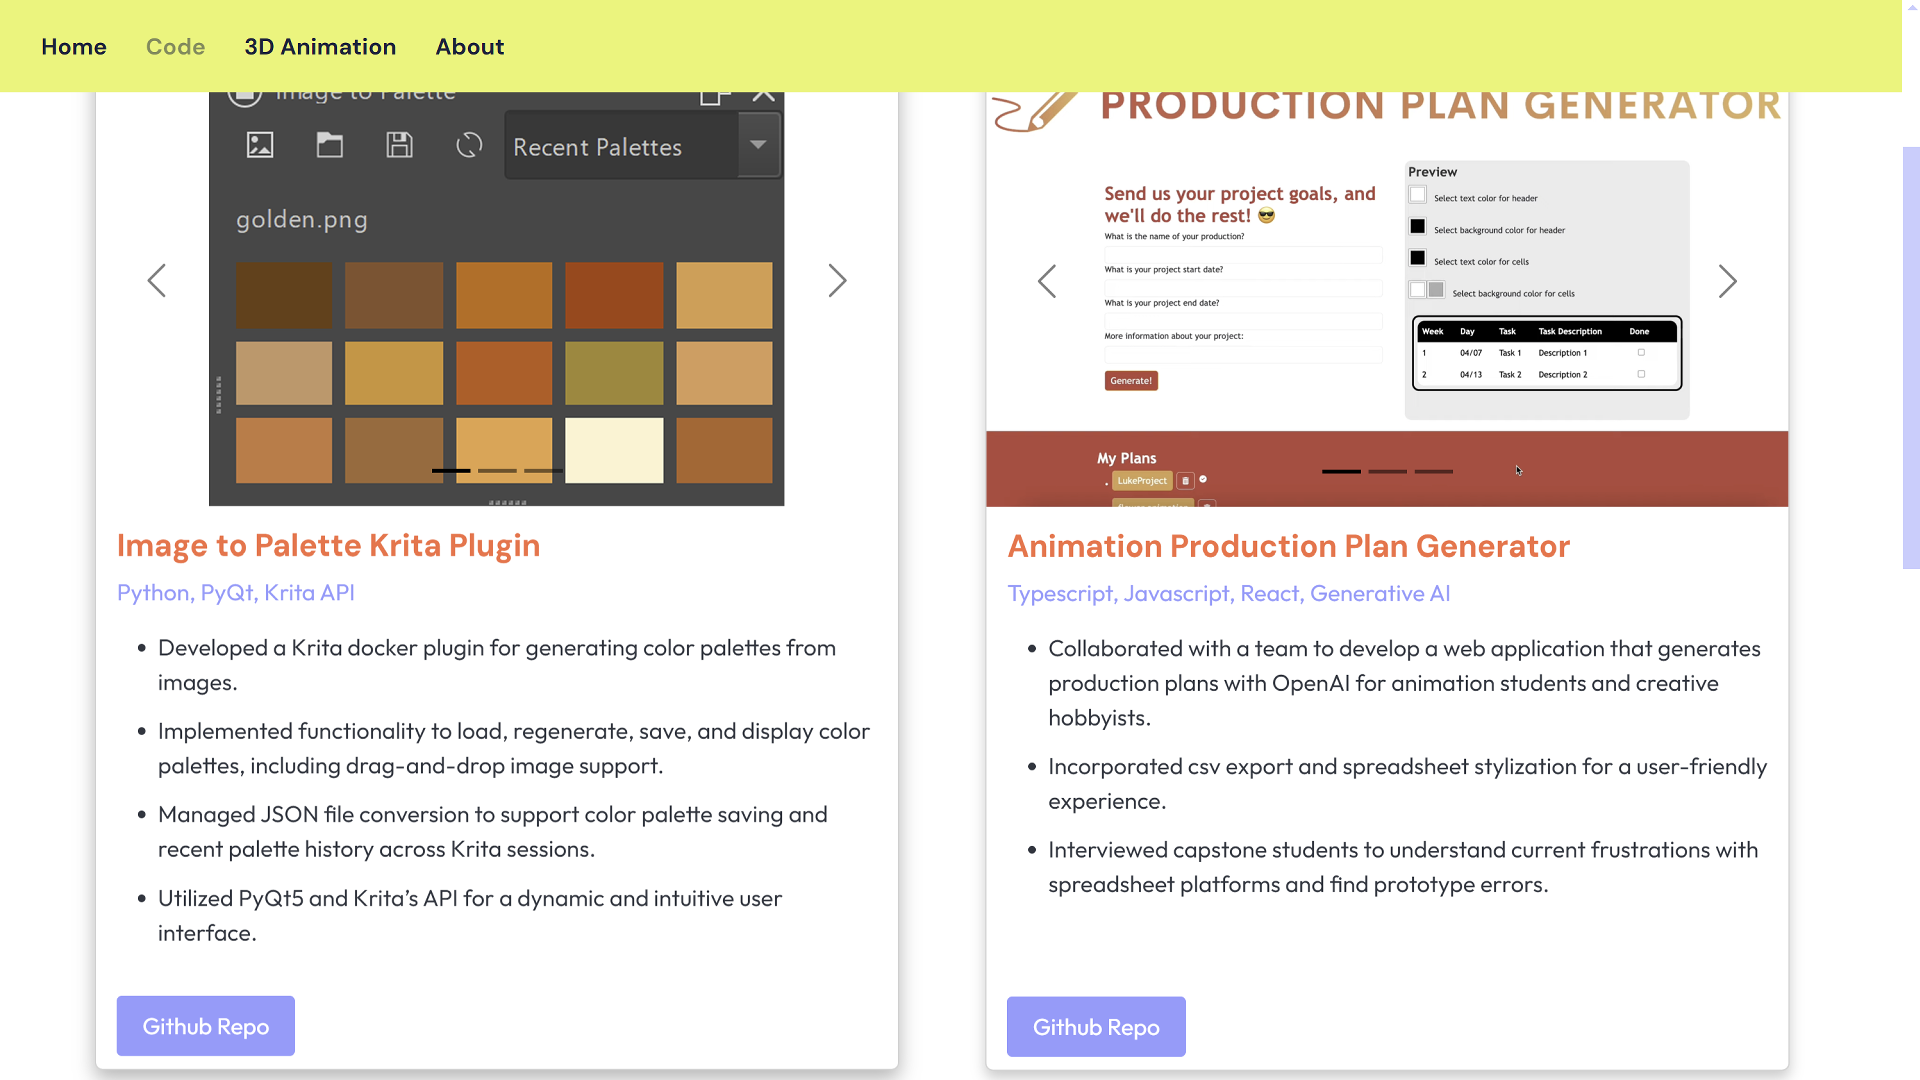 Home
Code
3D Animation
About
Image to Palette
Recent Palettes
golden.png
Image to Palette Krita Plugin
Python, PyQt, Krita API
Developed a Krita docker plugin for generating color palettes from
images.
Implemented functionality to load, regenerate, save, and display color
palettes, including drag-and-drop image support.
Managed JSON file conversion to support color palette saving and
recent palette history across Krita sessions.
Utilized PyQt5 and Krita’s API for a dynamic and intuitive user
interface.
Github Repo
PRODUCTION PLAN GENERATOR
Send us your project goals, and
we'll do the rest! 😎
What is the name of your production?
What is your project start date?
What is your project end date?
More information about your project:
Generate!
Preview
Select text color for header
Select background color for header
Select text color for cells
Select background color for cells
Week Day Task Task Description Done
1 04/07 Task 1 Description 1
2 04/13 Task 2 Description 2
My Plans
LukeProject
Animation Production Plan Generator
Typescript, Javascript, React, Generative AI
Collaborated with a team to develop a web application that generates
production plans with OpenAI for animation students and creative
hobbyists.
Incorporated csv export and spreadsheet stylization for a user-friendly
experience.
Interviewed capstone students to understand current frustrations with
spreadsheet platforms and find prototype errors.
Github Repo